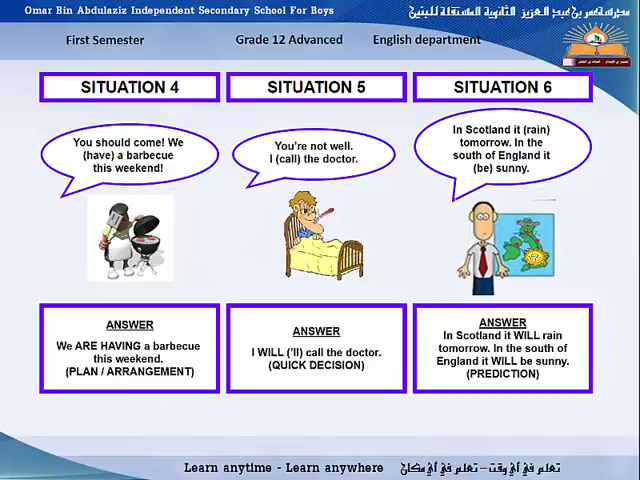 Omar Bin Abdulaziz Independent Secondary School For Boys
مدرسة عمر بن عبد العزيز الثانوية المستقلة للبنين
First Semester
Grade 12 Advanced
English department
SITUATION 4
SITUATION 5
SITUATION 6
You should come! We
(have) a barbecue
this weekend!
You're not well.
I (call) the doctor.
In Scotland it (rain)
tomorrow. In the
south of England it
(be) sunny.
ANSWER
We ARE HAVING a barbecue
this weekend.
(PLAN / ARRANGEMENT)
ANSWER
I WILL ('ll) call the doctor.
(QUICK DECISION)
ANSWER
In Scotland it WILL rain
tomorrow. In the south of
England it WILL be sunny.
(PREDICTION)
Learn anytime - Learn anywhere
تعلم في أي وقت - تعلم في أي مكان